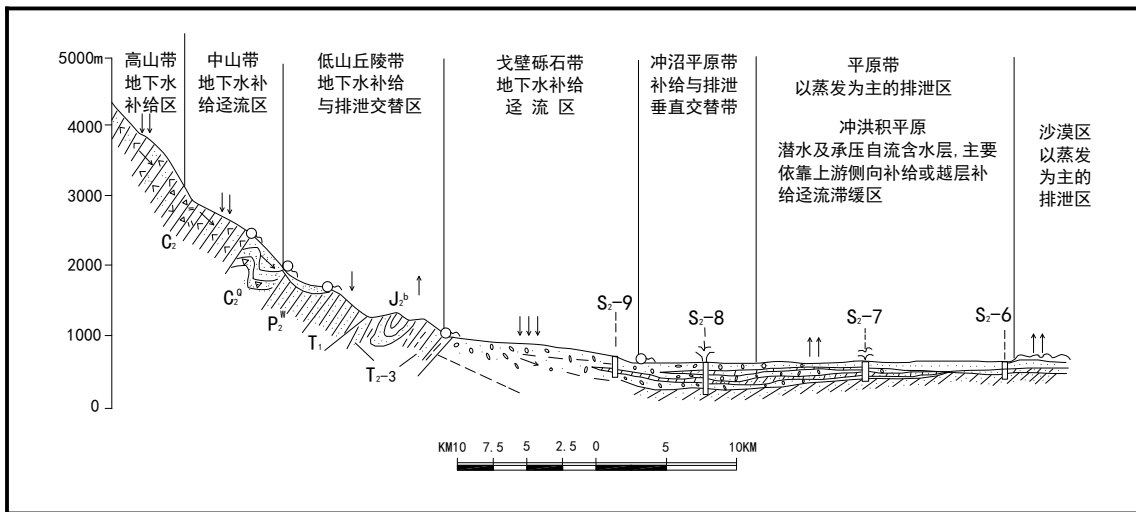 5000m
4000
3000
2000
1000
0
高山带
地下水
补给区
中山带
地下水补
给迳流区
低山丘陵带
地下水补给
与排泄交替区
戈壁砾石带
地下水补给
迳 流 区
冲沼平原带
补给与排泄
垂直交替带
平原带
以蒸发为主的排泄区
冲洪积平原
潜水及承压自流含水层,主要
依靠上游侧向补给或越层补
给迳流滞缓区
沙漠区
以蒸发
为主的
排泄区
C₂
C₂Q
P₂W
T₁
T₂-3
J₂b
S₂-9
S₂-8
S₂-7
S₂-6
KM10 7.5 5 2.5 0 5 10KM